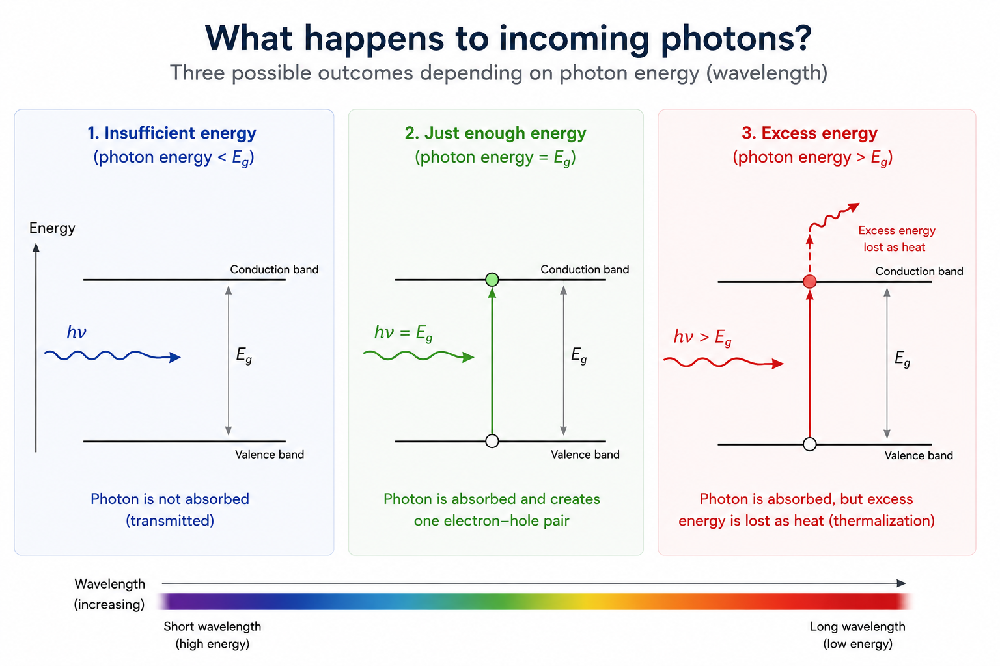 What happens to incoming photons?
Three possible outcomes depending on photon energy (wavelength)
1. Insufficient energy
(photon energy < Eg)
Energy
Conduction band
hν
Eg
Valence band
Photon is not absorbed
(transmitted)
2. Just enough energy
(photon energy = Eg)
Conduction band
hν = Eg
Eg
Valence band
Photon is absorbed and creates
one electron–hole pair
3. Excess energy
(photon energy > Eg)
Excess energy
lost as heat
Conduction band
hν > Eg
Eg
Valence band
Photon is absorbed, but excess
energy is lost as heat (thermalization)
Wavelength
(increasing)
Short wavelength
(high energy)
Long wavelength
(low energy)